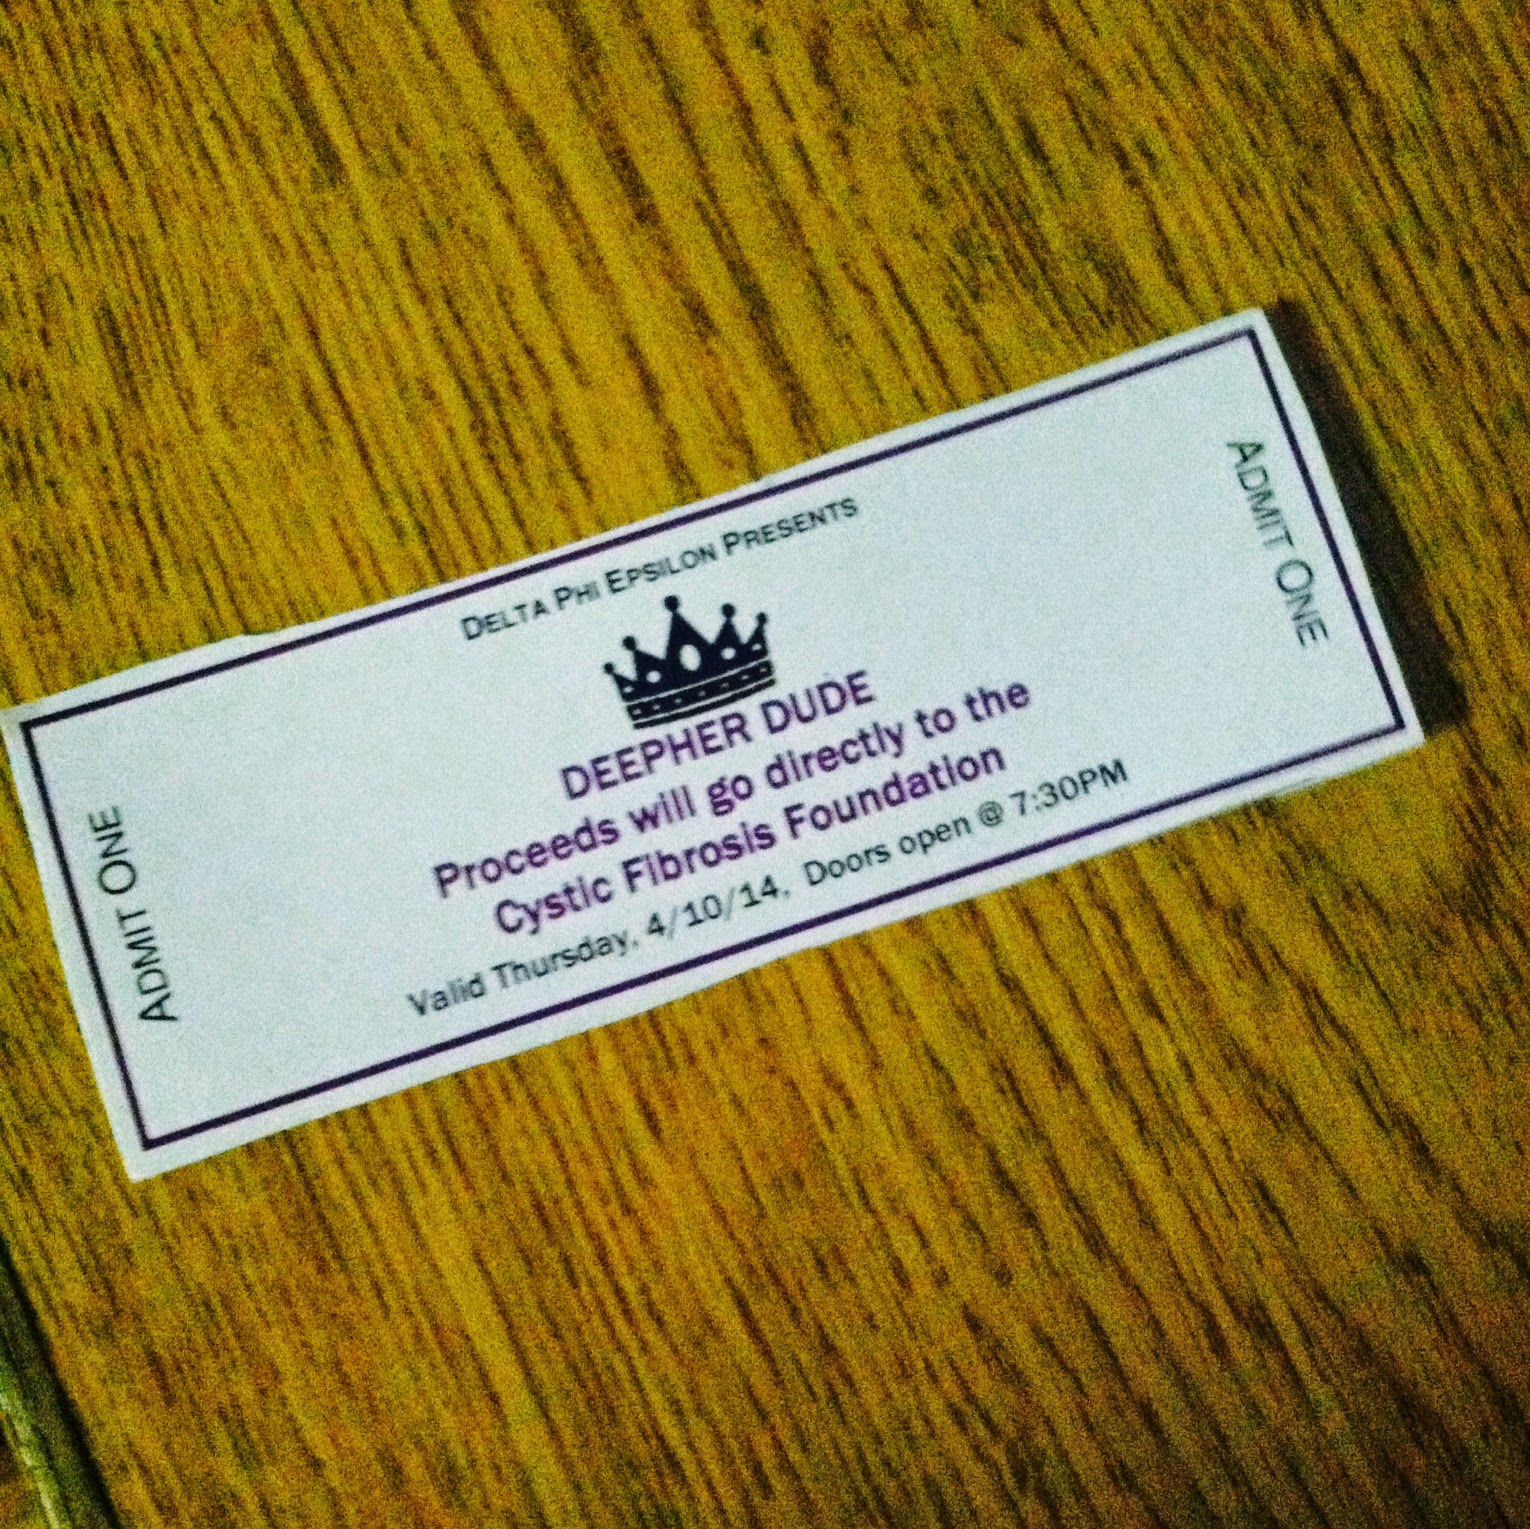 Admit One
Delta Phi Epsilon Presents
DEEPHER DUDE
Proceeds will go directly to the
Cystic Fibrosis Foundation
Valid Thursday, 4/10/14, Doors open @ 7:30PM
Admit One